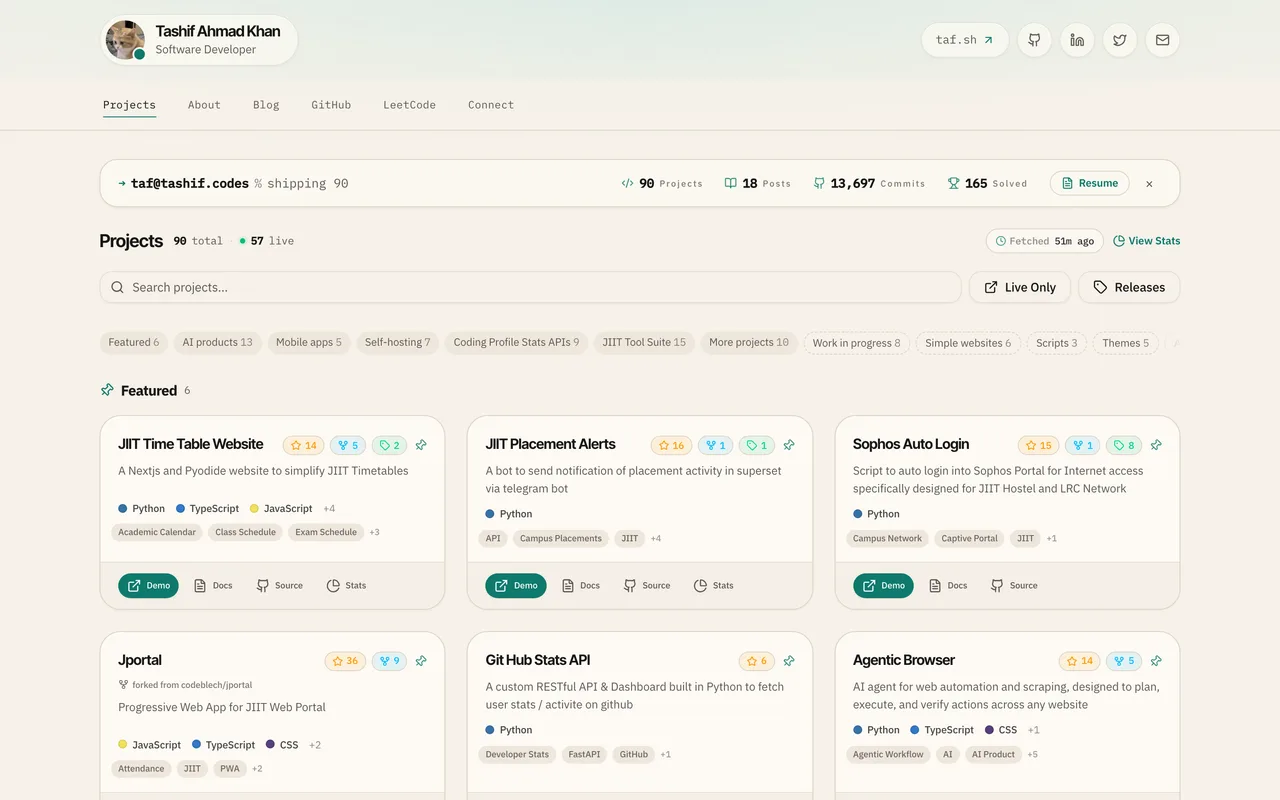 Tashif Ahmad Khan
Software Developer
taf.sh
Projects About Blog GitHub LeetCode Connect
taf@tashif.codes % shipping 90
90 Projects 18 Posts 13,697 Commits 165 Solved Resume ×
Projects 90 total · 57 live
Fetched 51m ago View Stats
Search projects...
Live Only Releases
Featured 6 AI products 13 Mobile apps 5 Self-hosting 7 Coding Profile Stats APIs 9 JIIT Tool Suite 15 More projects 10 Work in progress 8 Simple websites 6 Scripts 3 Themes 5
Featured 6
JIIT Time Table Website 14 5 2
A Nextjs and Pyodide website to simplify JIIT Timetables
Python TypeScript JavaScript +4
Academic Calendar Class Schedule Exam Schedule +3
Demo Docs Source Stats
JIIT Placement Alerts 16 1 1
A bot to send notification of placement activity in superset
via telegram bot
Python
API Campus Placements JIIT +4
Demo Docs Source Stats
Sophos Auto Login 15 1 8
Script to auto login into Sophos Portal for Internet access
specifically designed for JIIT Hostel and LRC Network
Python
Campus Network Captive Portal JIIT +1
Demo Docs Source
Jportal 36 9
forked from codeblech/jportal
Progressive Web App for JIIT Web Portal
JavaScript TypeScript CSS +2
Attendance JIIT PWA +2
Git Hub Stats API 6
A custom RESTful API & Dashboard built in Python to fetch
user stats / activite on github
Python
Developer Stats FastAPI GitHub +1
Agentic Browser 14 5
AI agent for web automation and scraping, designed to plan,
execute, and verify actions across any website
Python TypeScript CSS +1
Agentic Workflow AI AI Product +5